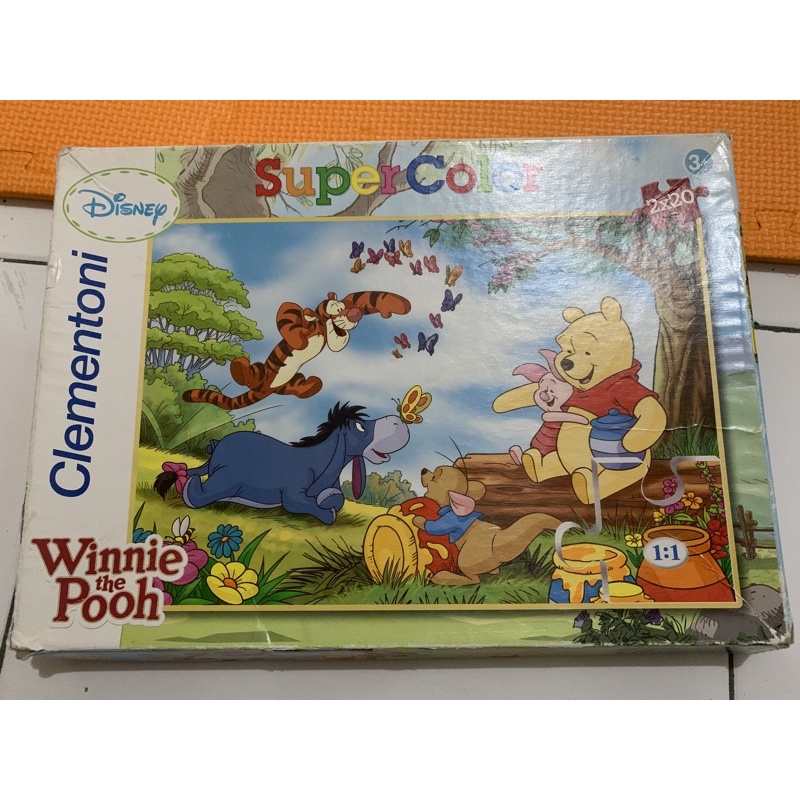 SuperColor
3+
2x20
Disney
Clementoni
Winnie
the
Pooh
1:1